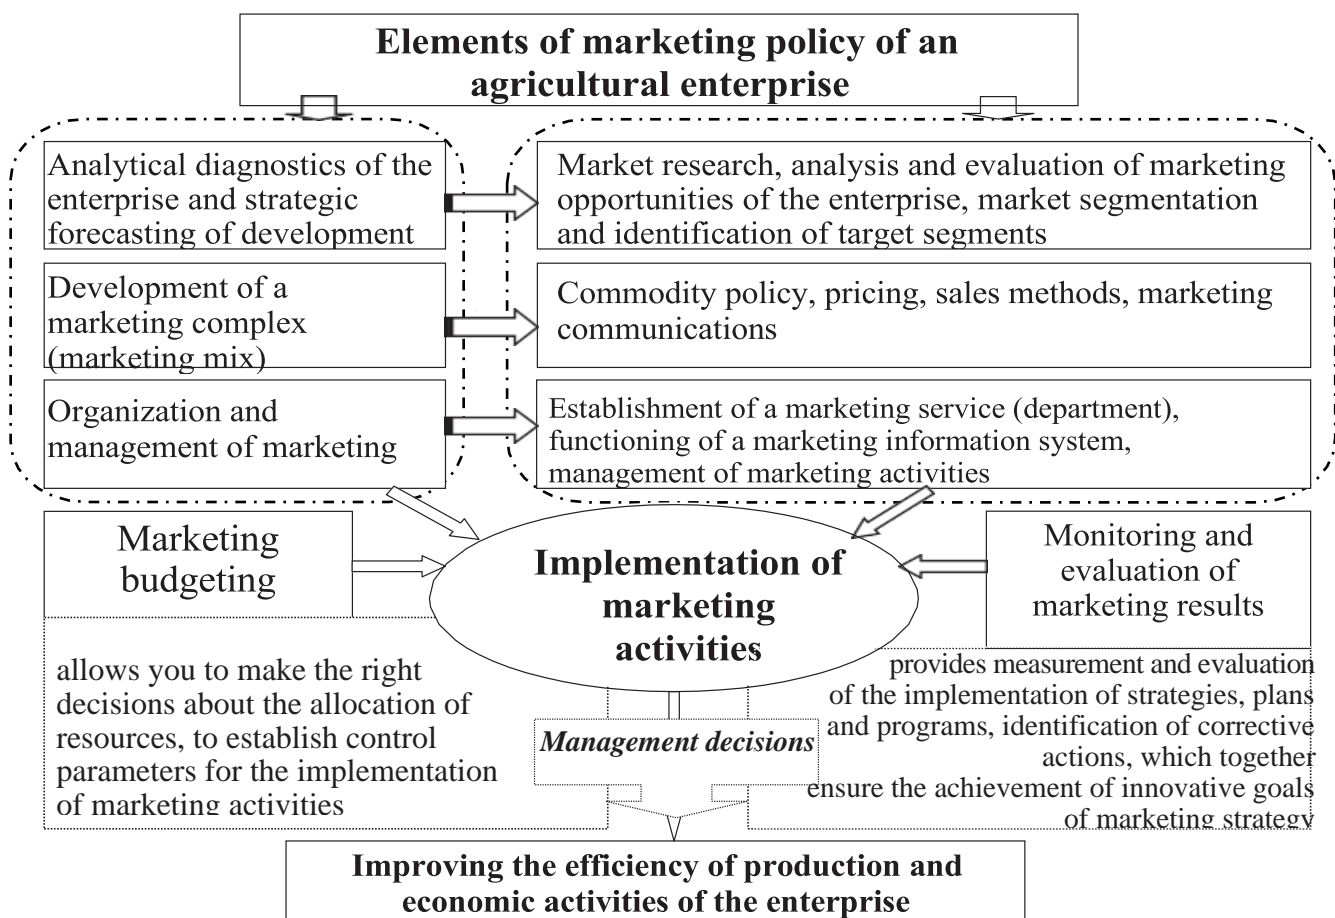 Elements of marketing policy of an
agricultural enterprise
Analytical diagnostics of the
enterprise and strategic
forecasting of development
Market research, analysis and evaluation of marketing
opportunities of the enterprise, market segmentation
and identification of target segments
Development of a
marketing complex
(marketing mix)
Commodity policy, pricing, sales methods, marketing
communications
Organization and
management of marketing
Establishment of a marketing service (department),
functioning of a marketing information system,
management of marketing activities
Marketing
budgeting
Implementation of
marketing
activities
Monitoring and
evaluation of
marketing results
allows you to make the right
decisions about the allocation of
resources, to establish control
parameters for the implementation
of marketing activities
Management decisions
provides measurement and evaluation
of the implementation of strategies, plans
and programs, identification of corrective
actions, which together
ensure the achievement of innovative goals
of marketing strategy
Improving the efficiency of production and
economic activities of the enterprise